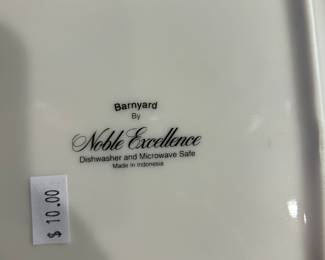 Barnyard
By
Noble Excellence
Dishwasher and Microwave Safe
Made in Indonesia
$ 10.00